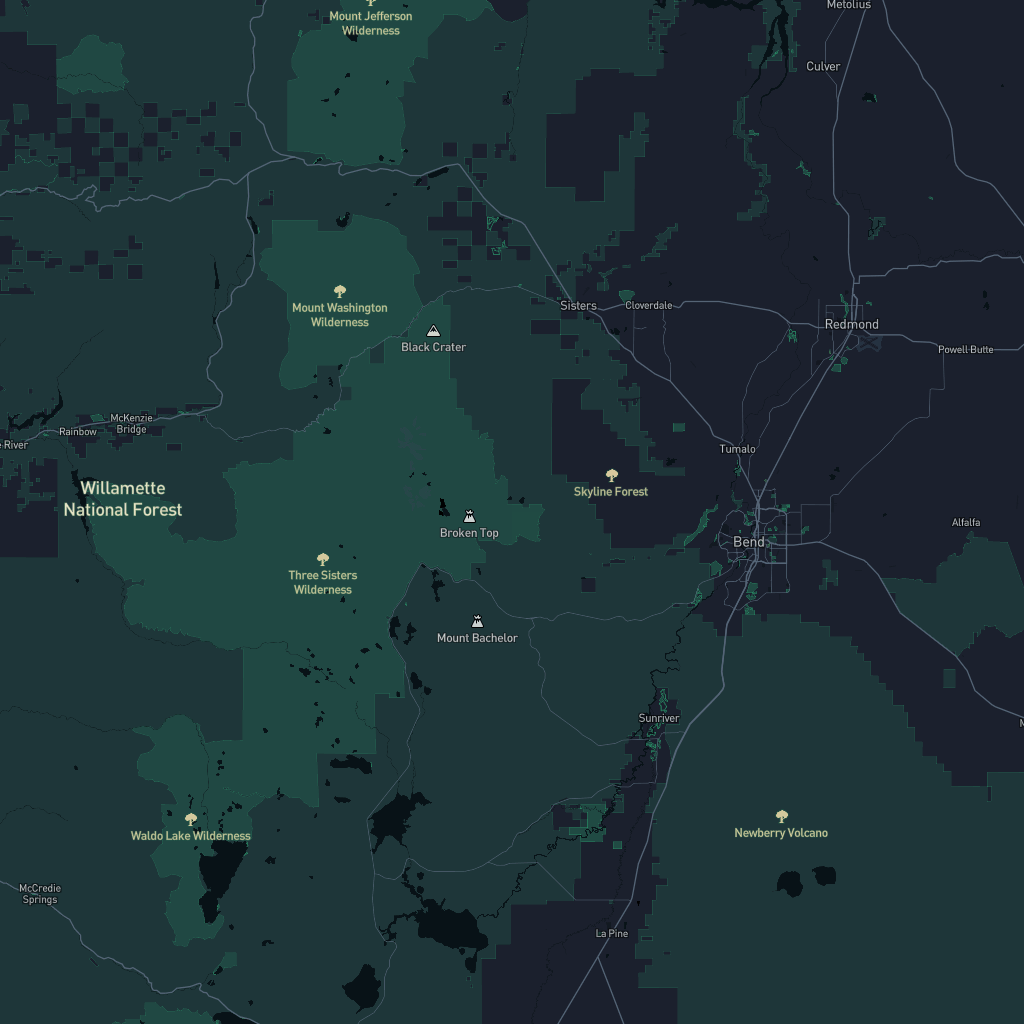 Metolius
Mount Jefferson
Wilderness
Culver
Mount Washington
Wilderness
Sisters
Cloverdale
Redmond
Black Crater
Powell Butte
McKenzie
Bridge
Rainbow
e River
Tumalo
Willamette
National Forest
Skyline Forest
Broken Top
Alfalfa
Bend
Three Sisters
Wilderness
Mount Bachelor
Sunriver
Waldo Lake Wilderness
Newberry Volcano
McCredie
Springs
La Pine